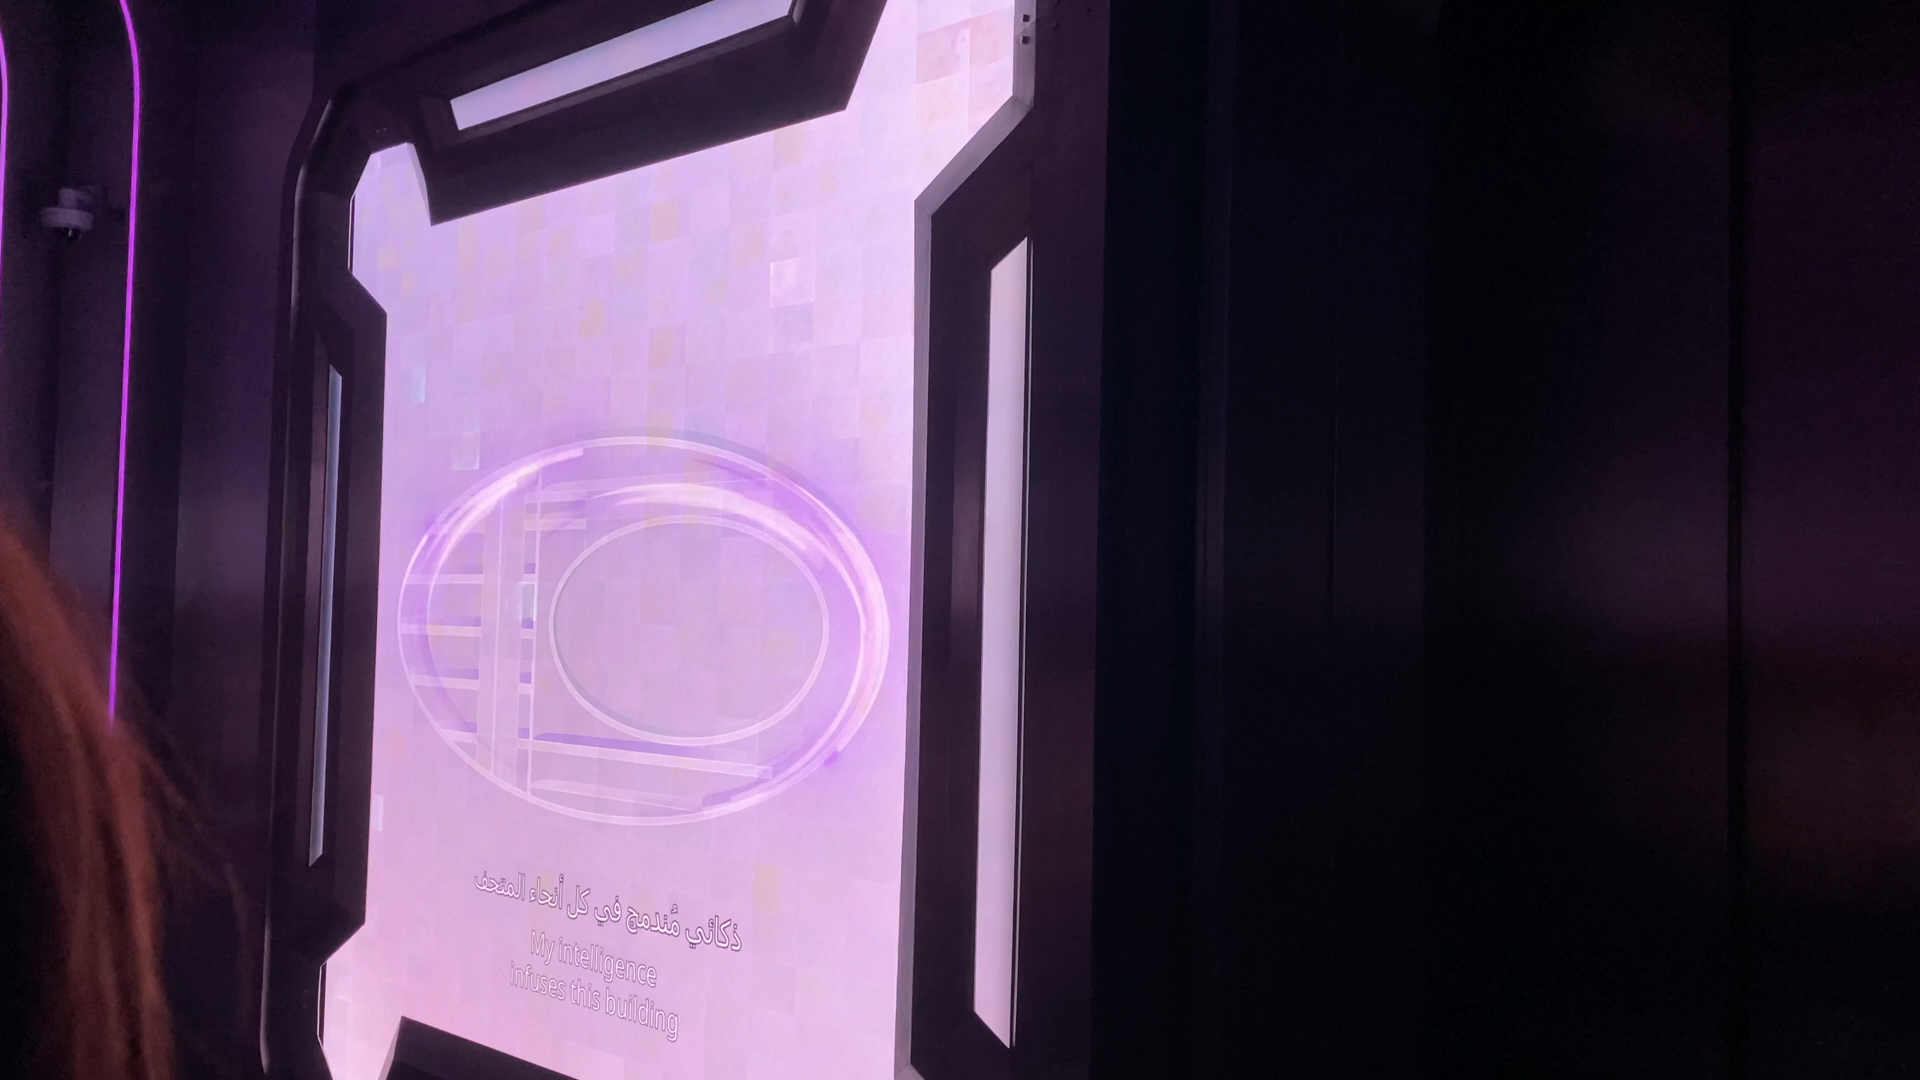 ذكائي مُندمج في كل أنحاء المتحف
My intelligence
infuses this building